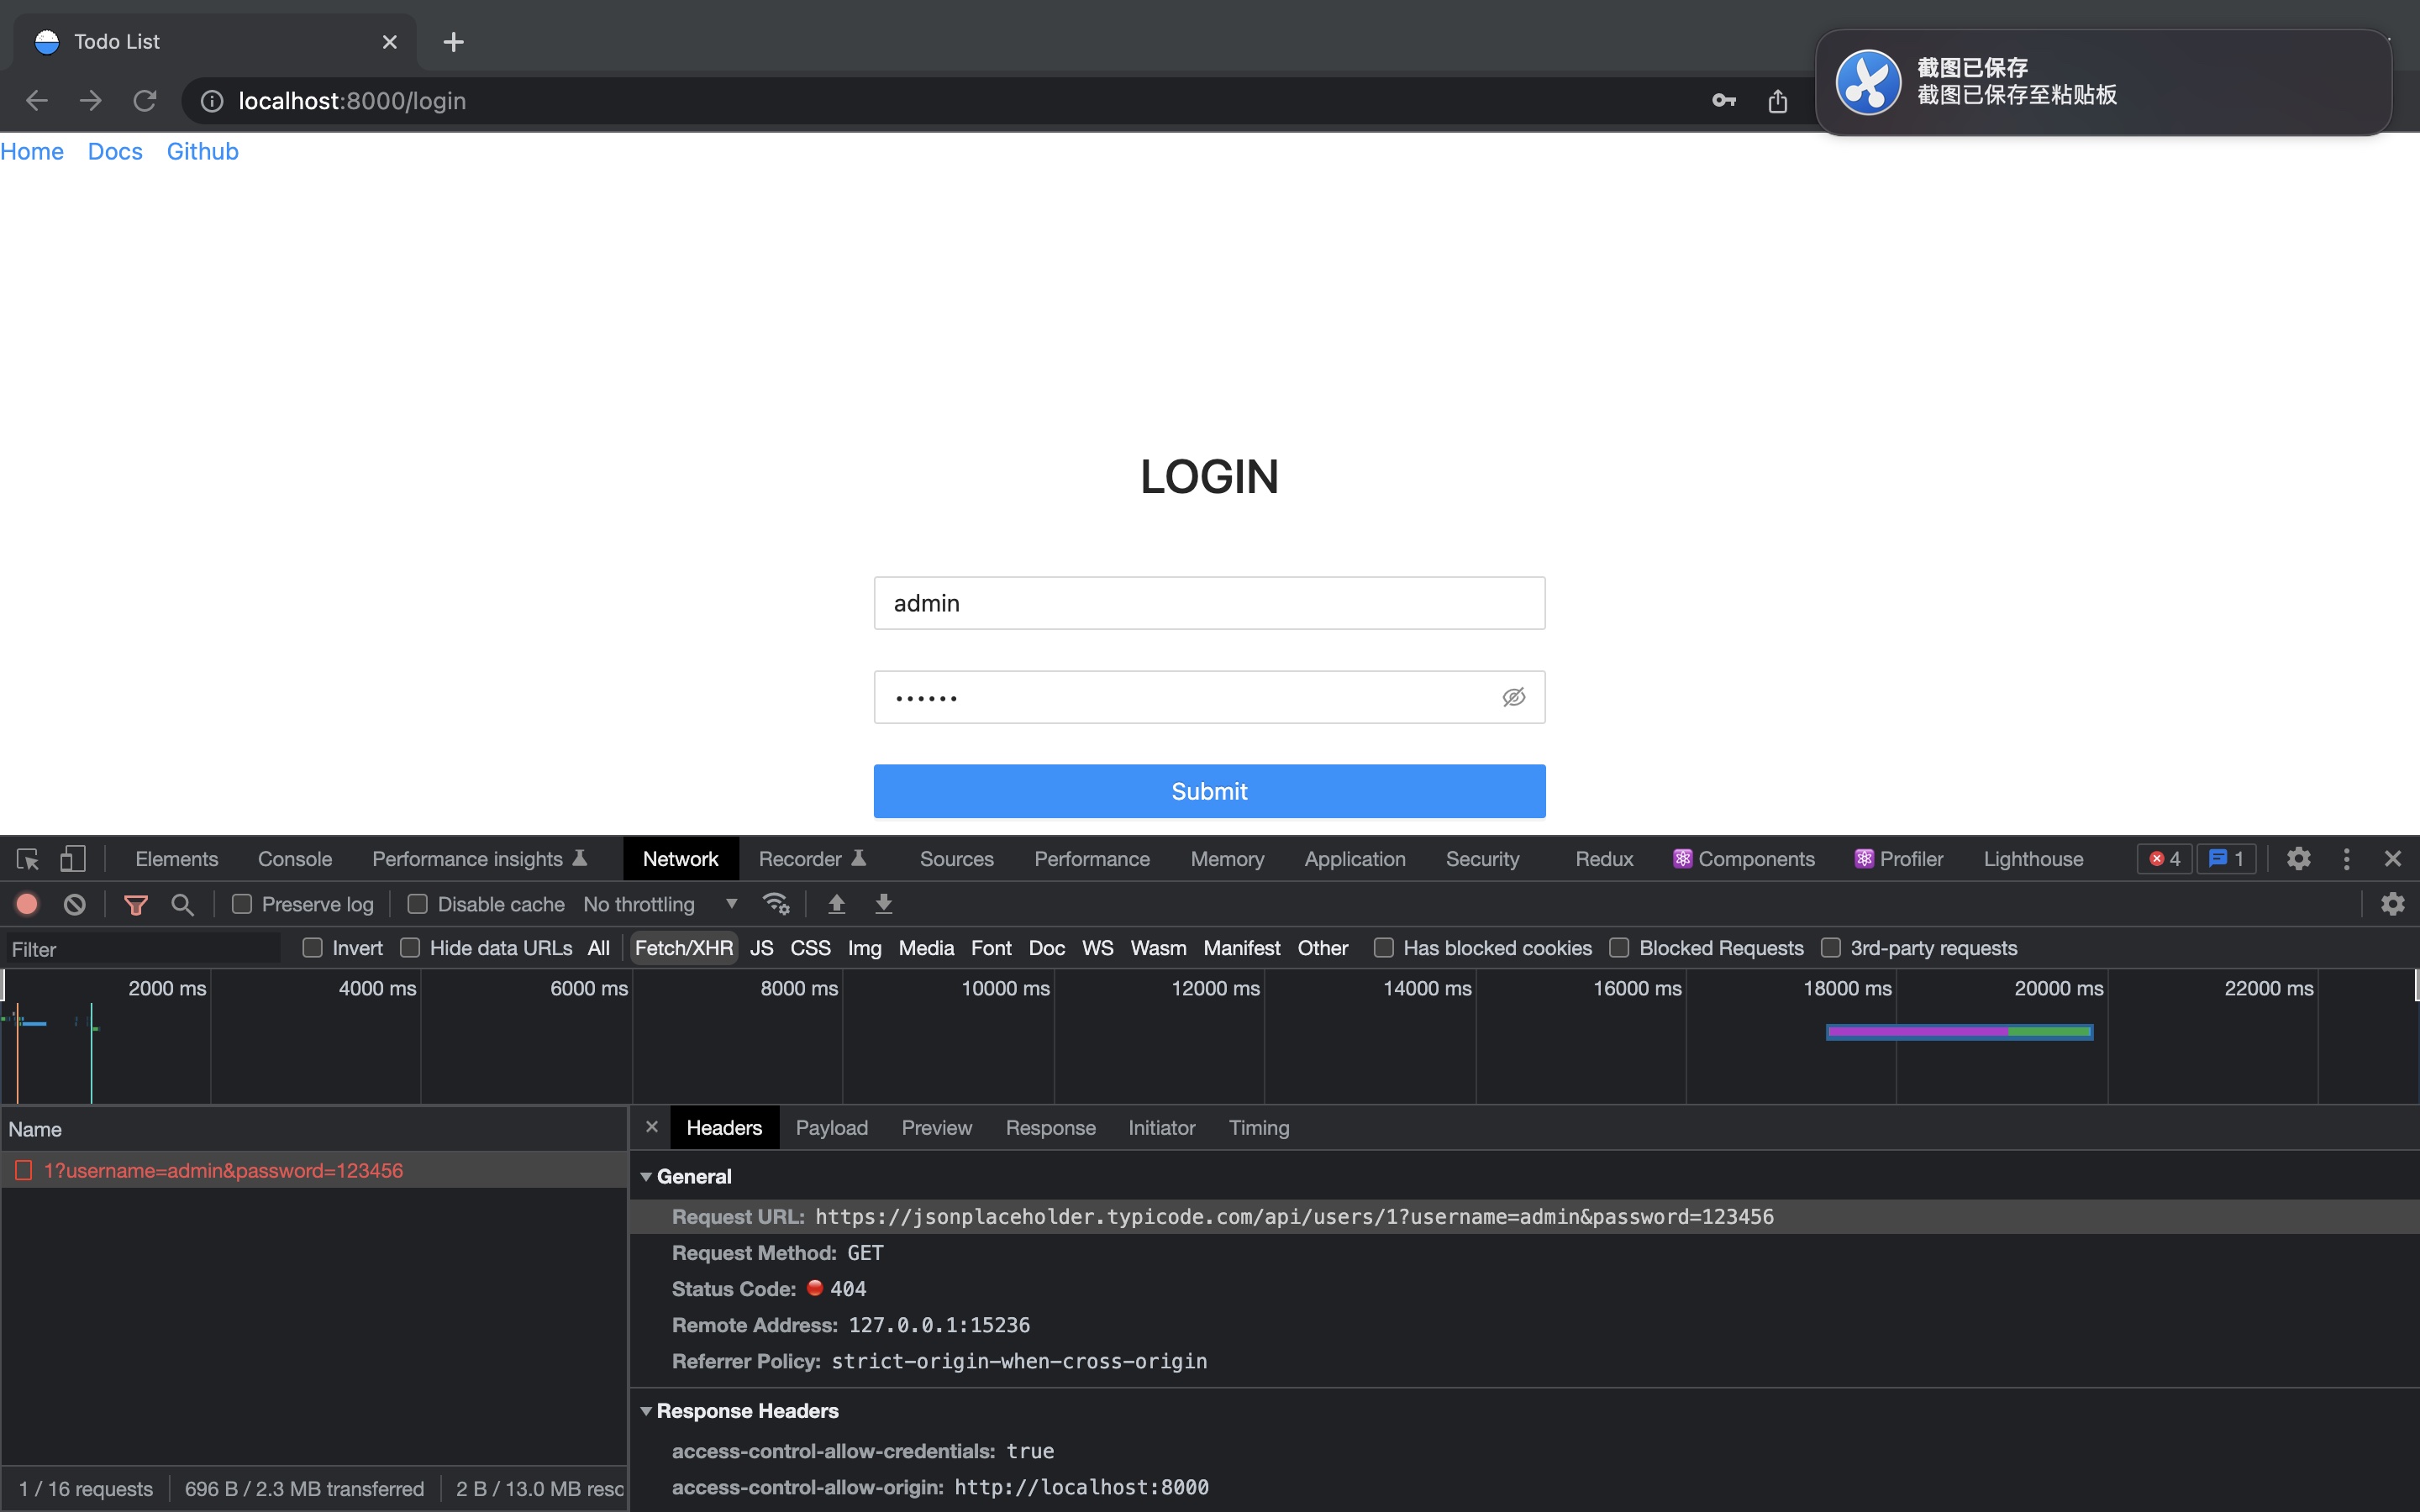 Todo List
截图已保存
截图已保存至粘贴板
localhost:8000/login
Home Docs Github
LOGIN
admin
••••••
Submit
Elements Console Performance insights Network Recorder Sources Performance Memory Application Security Redux Components Profiler Lighthouse 4 1
Preserve log Disable cache No throttling
Filter Invert Hide data URLs All Fetch/XHR JS CSS Img Media Font Doc WS Wasm Manifest Other Has blocked cookies Blocked Requests 3rd-party requests
2000 ms 4000 ms 6000 ms 8000 ms 10000 ms 12000 ms 14000 ms 16000 ms 18000 ms 20000 ms 22000 ms
Name
Headers Payload Preview Response Initiator Timing
1?username=admin&password=123456
General
Request URL: https://jsonplaceholder.typicode.com/api/users/1?username=admin&password=123456
Request Method: GET
Status Code: 404
Remote Address: 127.0.0.1:15236
Referrer Policy: strict-origin-when-cross-origin
Response Headers
access-control-allow-credentials: true
access-control-allow-origin: http://localhost:8000
1 / 16 requests 696 B / 2.3 MB transferred 2 B / 13.0 MB resc